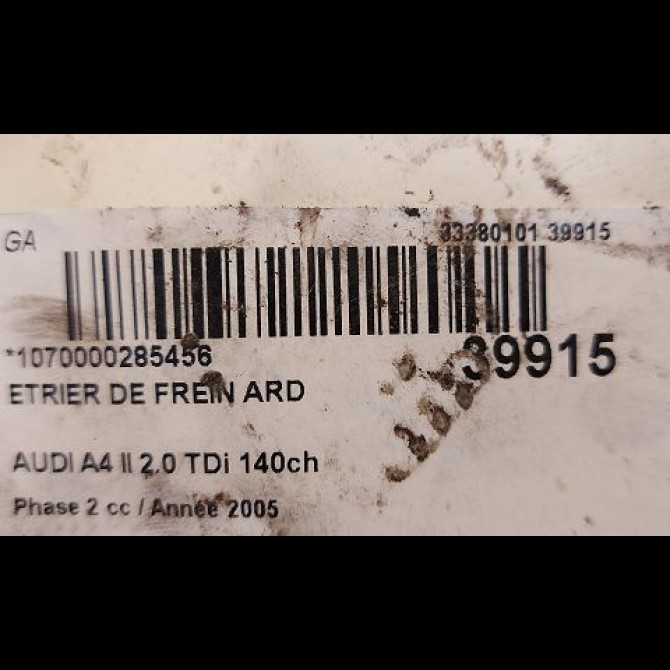 GA
33380101 39915
*1070000285456
39915
ETRIER DE FREIN ARD
AUDI A4 II 2.0 TDi 140ch
Phase 2 cc / Année 2005